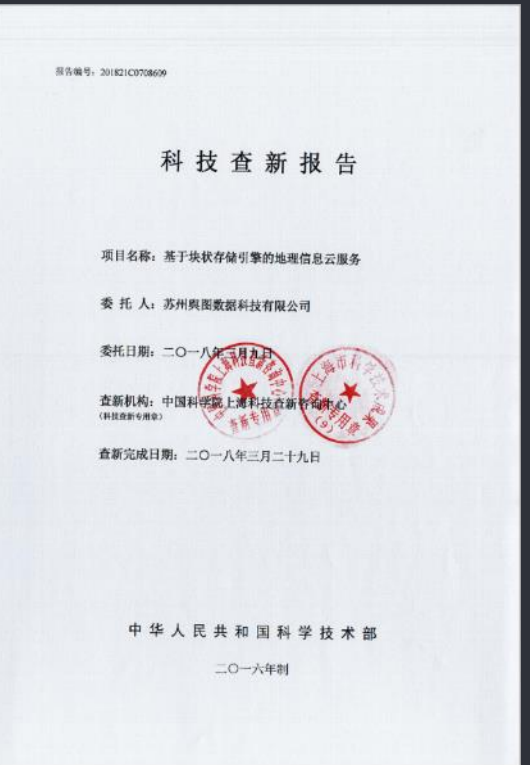 报告编号：201821C0708609
科技查新报告
项目名称：基于块状存储引擎的地理信息云服务
委 托 人：苏州舆图数据科技有限公司
委托日期：二〇一八年三月九日
查新机构：中国科学院上海科技查新咨询中心
（科技查新专用章）
查新完成日期：二〇一八年三月二十九日
中华人民共和国科学技术部
二〇一六年制